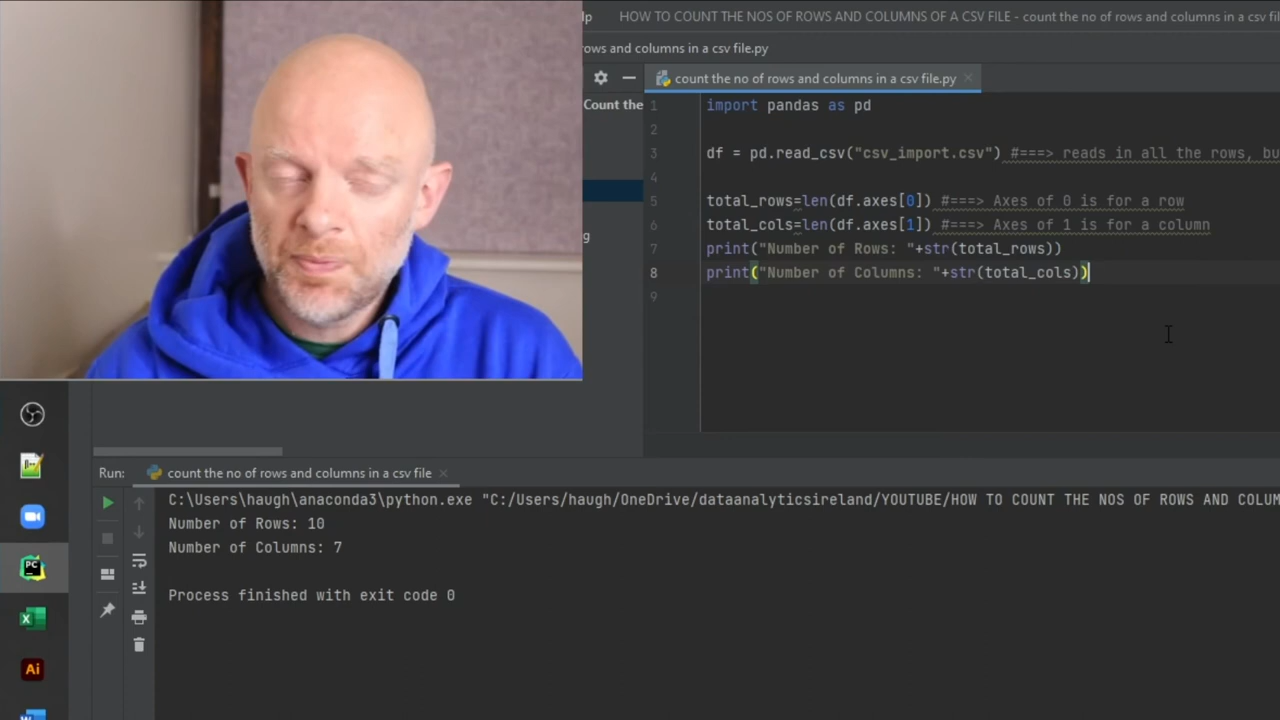 lp HOW TO COUNT THE NOS OF ROWS AND COLUMNS OF A CSV FILE - count the no of rows and columns in a csv fil
ows and columns in a csv file.py
count the no of rows and columns in a csv file.py
Count the
g
1 import pandas as pd
2
3 df = pd.read_csv("csv_import.csv") #===> reads in all the rows, bu
4
5 total_rows=len(df.axes[0]) #===> Axes of 0 is for a row
6 total_cols=len(df.axes[1]) #===> Axes of 1 is for a column
7 print("Number of Rows: "+str(total_rows))
8 print("Number of Columns: "+str(total_cols))
9
Run: count the no of rows and columns in a csv file
C:\Users\haugh\anaconda3\python.exe "C:/Users/haugh/OneDrive/dataanalyticsireland/YOUTUBE/HOW TO COUNT THE NOS OF ROWS AND COLUM
Number of Rows: 10
Number of Columns: 7
Process finished with exit code 0
PC
X
Ai
W